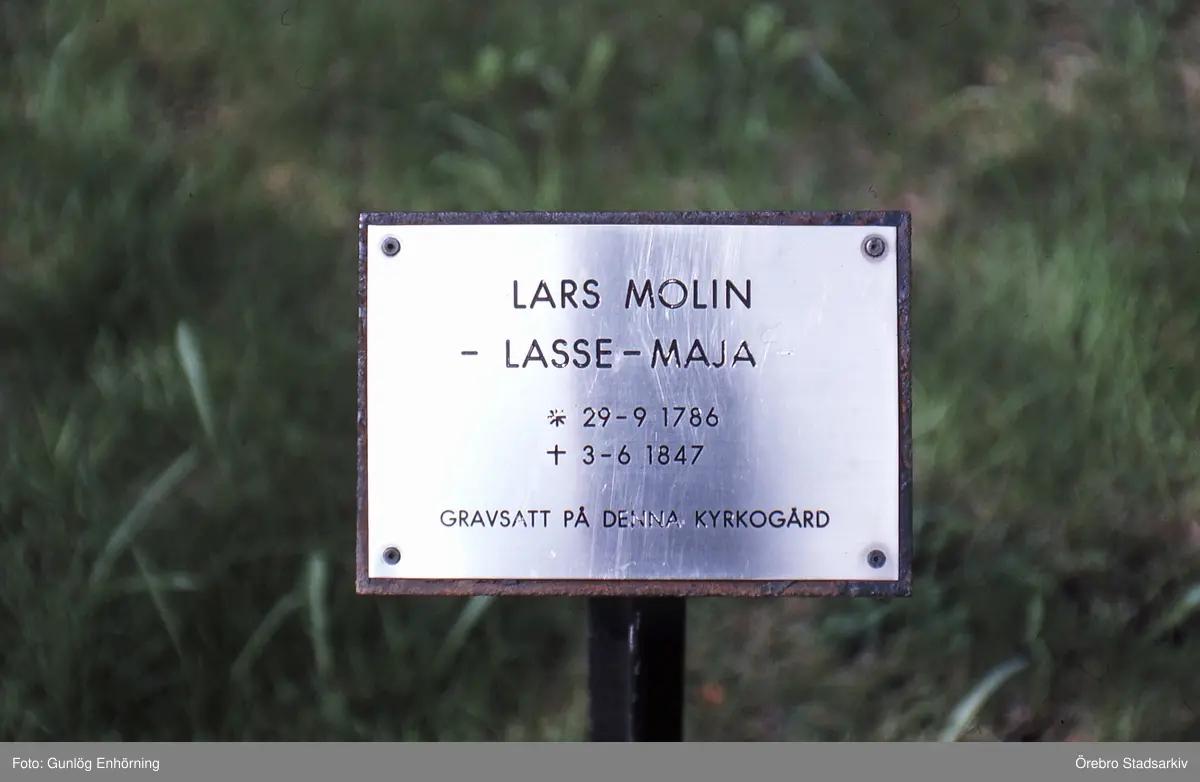 LARS MOLIN
- LASSE-MAJA
* 29-9 1786
† 3-6 1847
GRAVSATT PÅ DENNA KYRKOGÅRD
Foto: Gunlög Enhörning
Örebro Stadsarkiv